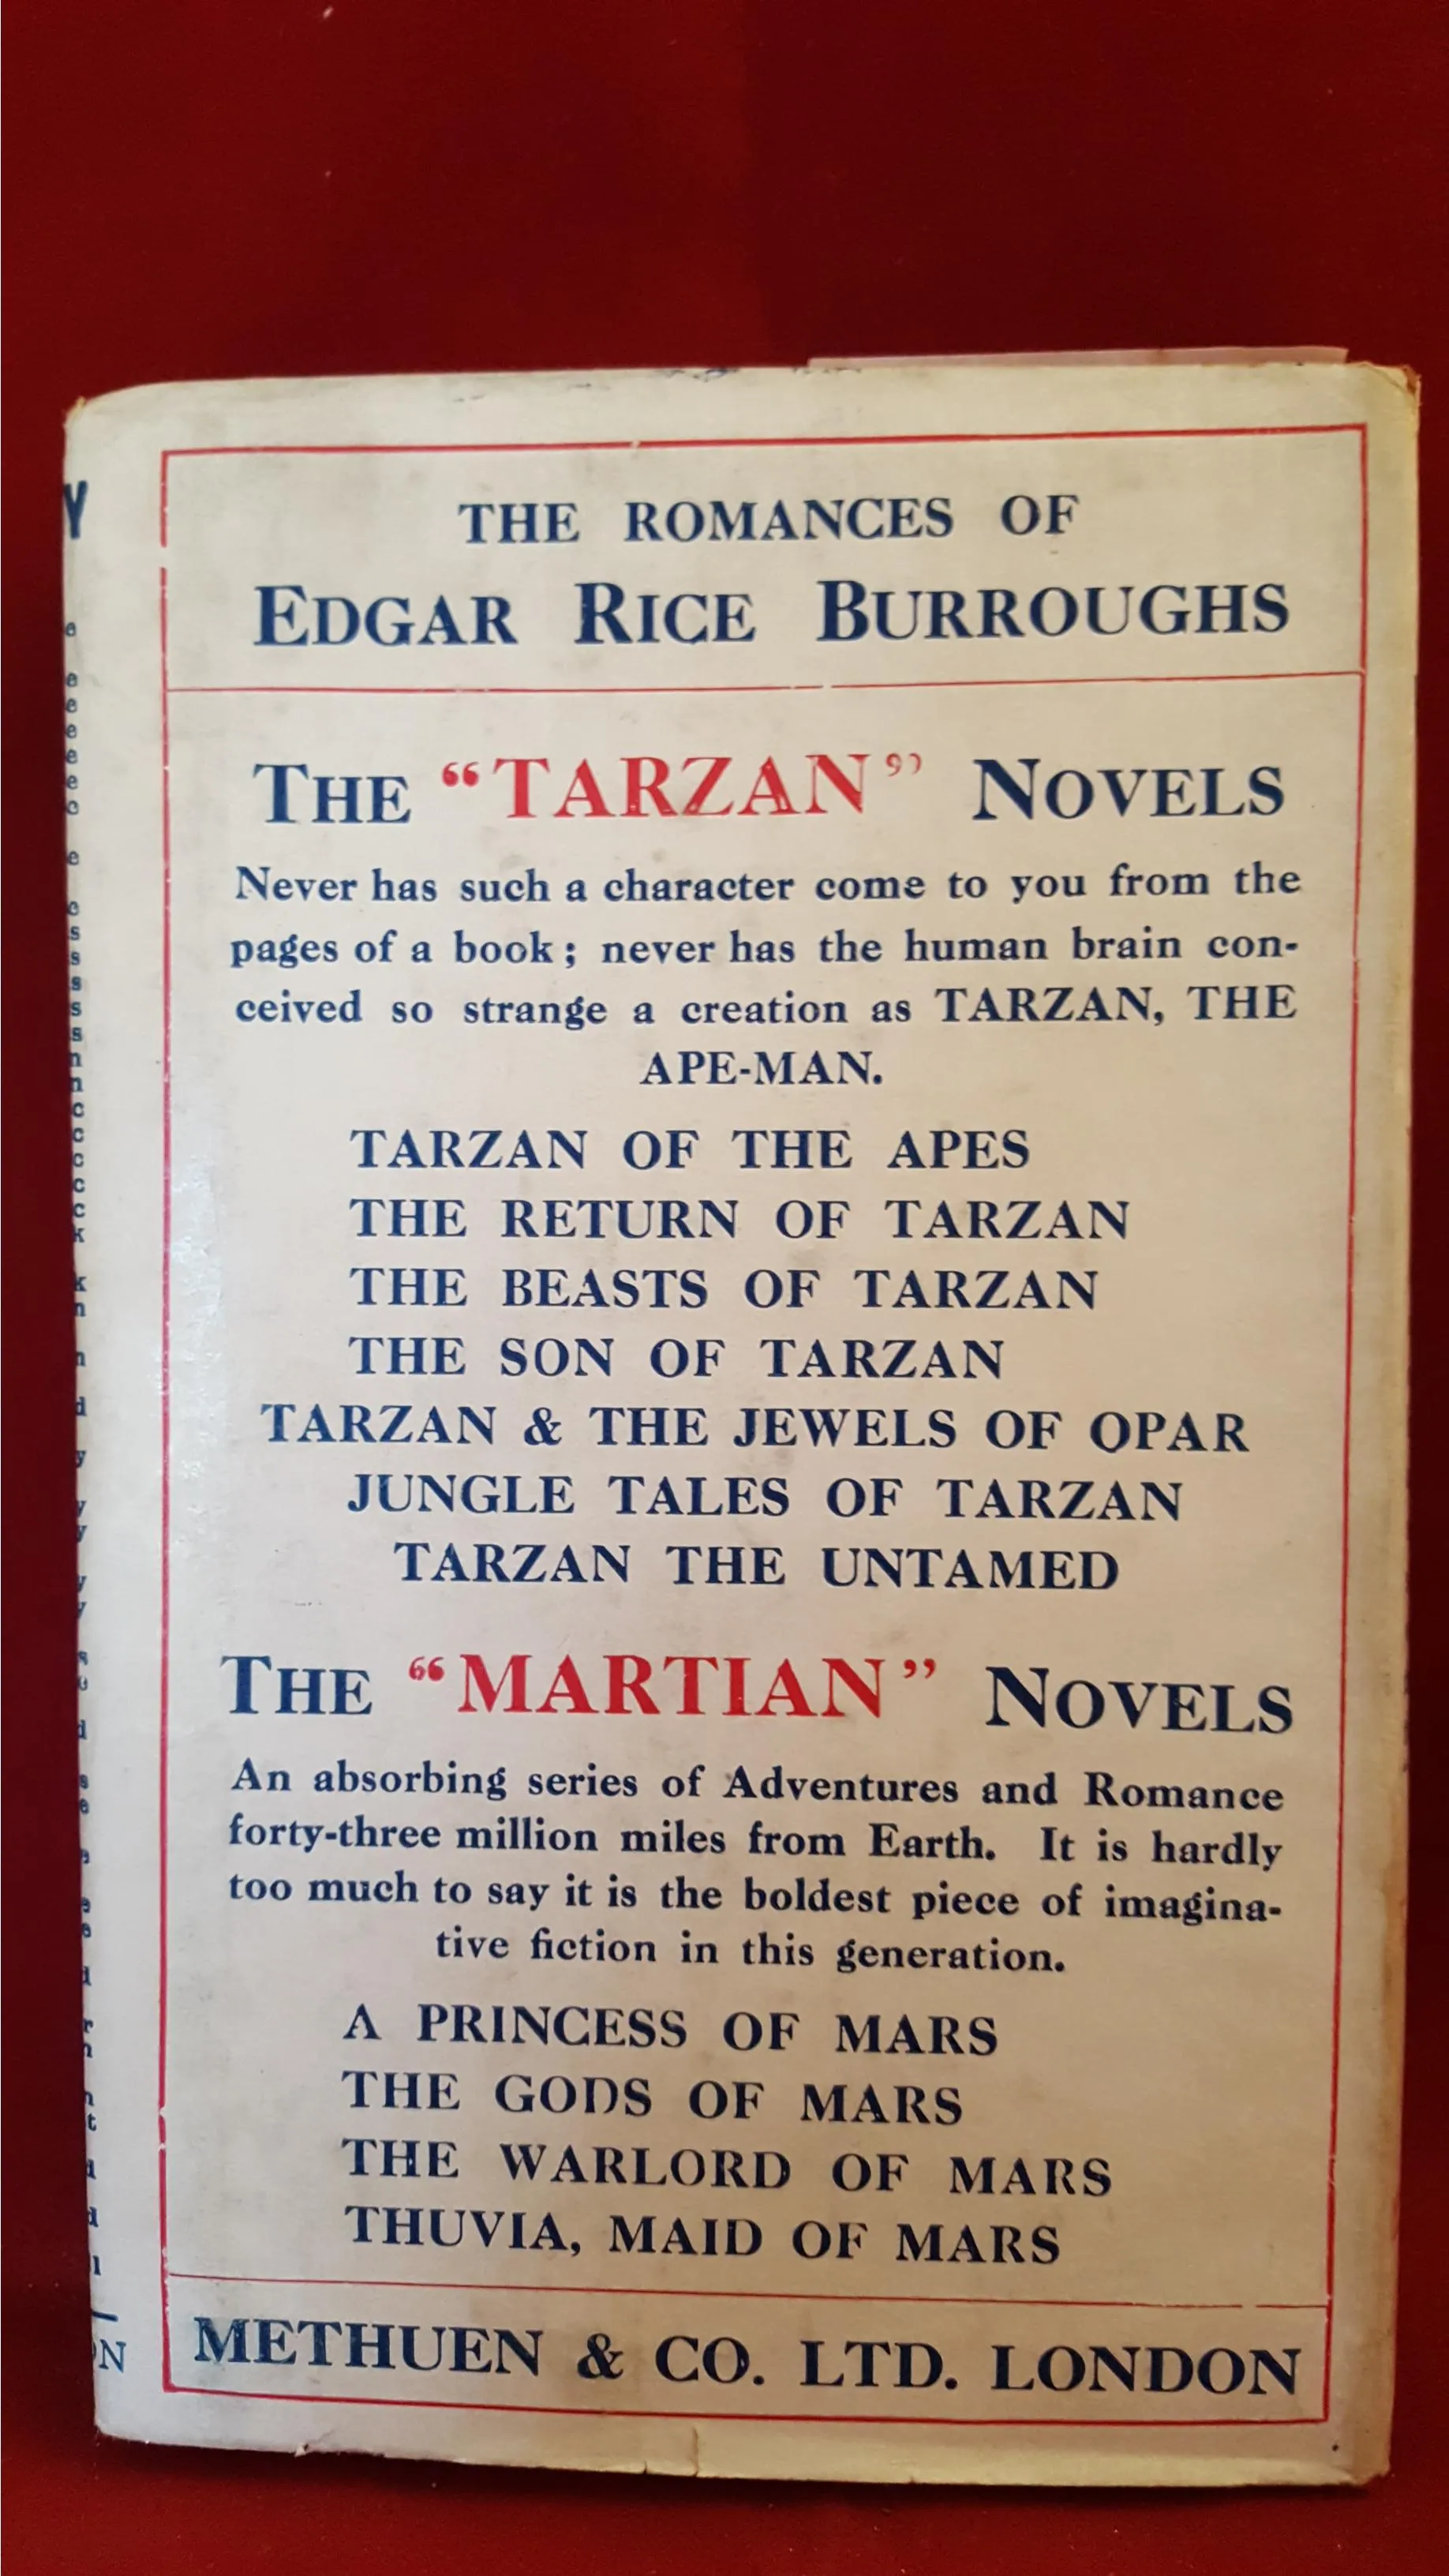 THE ROMANCES OF
EDGAR RICE BURROUGHS
THE "TARZAN" NOVELS
Never has such a character come to you from the
pages of a book; never has the human brain con-
ceived so strange a creation as TARZAN, THE
APE-MAN.
TARZAN OF THE APES
THE RETURN OF TARZAN
THE BEASTS OF TARZAN
THE SON OF TARZAN
TARZAN & THE JEWELS OF OPAR
JUNGLE TALES OF TARZAN
TARZAN THE UNTAMED
THE "MARTIAN" NOVELS
An absorbing series of Adventures and Romance
forty-three million miles from Earth. It is hardly
too much to say it is the boldest piece of imagina-
tive fiction in this generation.
A PRINCESS OF MARS
THE GODS OF MARS
THE WARLORD OF MARS
THUVIA, MAID OF MARS
METHUEN & CO. LTD. LONDON